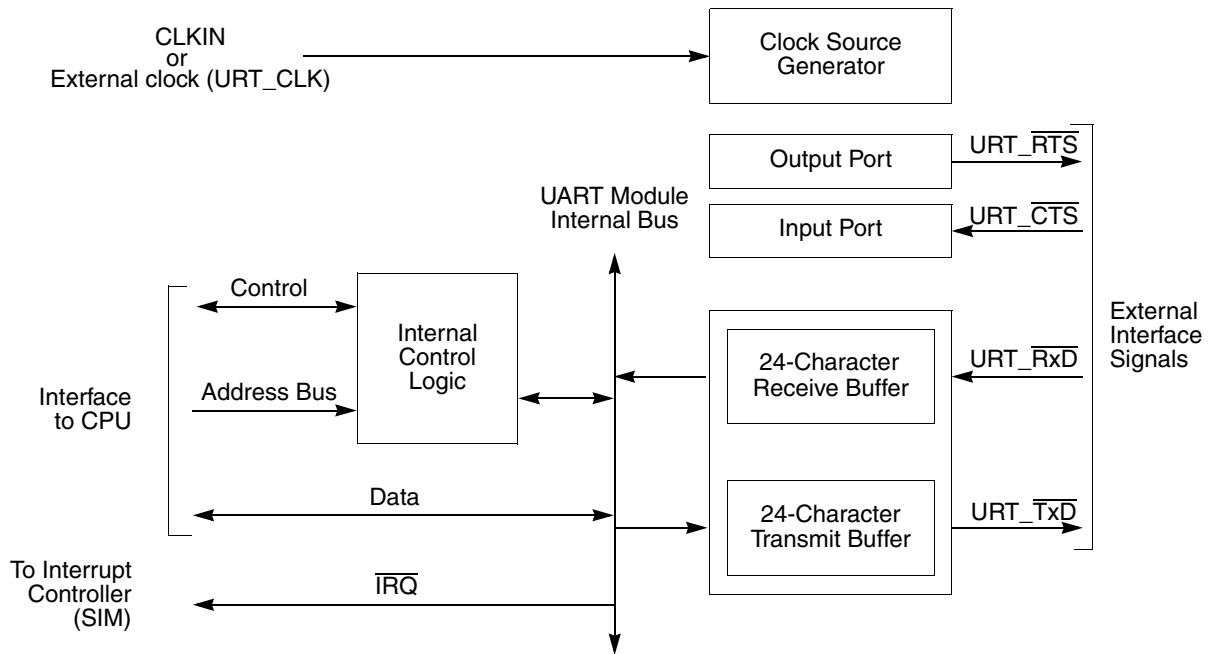 CLKIN
or
External clock (URT_CLK)
Clock Source
Generator
Output Port
URT_RTS
UART Module
Internal Bus
Input Port
URT_CTS
Control
Internal
Control
Logic
Address Bus
Interface
to CPU
24-Character
Receive Buffer
URT_RxD
External
Interface
Signals
Data
24-Character
Transmit Buffer
URT_TxD
To Interrupt
Controller
(SIM)
IRQ